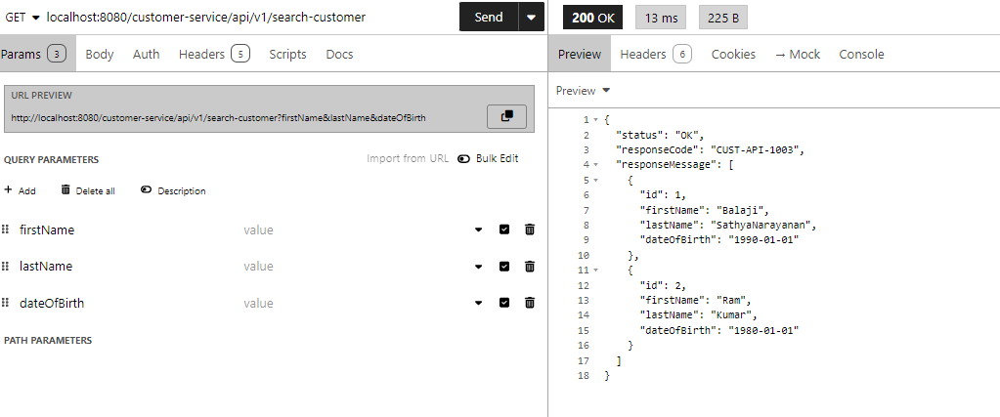 GET localhost:8080/customer-service/api/v1/search-customer Send
Params 3 Body Auth Headers 5 Scripts Docs
URL PREVIEW
http://localhost:8080/customer-service/api/v1/search-customer?firstName&lastName&dateOfBirth
QUERY PARAMETERS Import from URL Bulk Edit
+ Add Delete all Description
firstName value
lastName value
dateOfBirth value
PATH PARAMETERS
200 OK 13 ms 225 B
Preview Headers 6 Cookies → Mock Console
Preview
1 {
2 "status": "OK",
3 "responseCode": "CUST-API-1003",
4 "responseMessage": [
5 {
6 "id": 1,
7 "firstName": "Balaji",
8 "lastName": "SathyaNarayanan",
9 "dateOfBirth": "1990-01-01"
10 },
11 {
12 "id": 2,
13 "firstName": "Ram",
14 "lastName": "Kumar",
15 "dateOfBirth": "1980-01-01"
16 }
17 ]
18 }